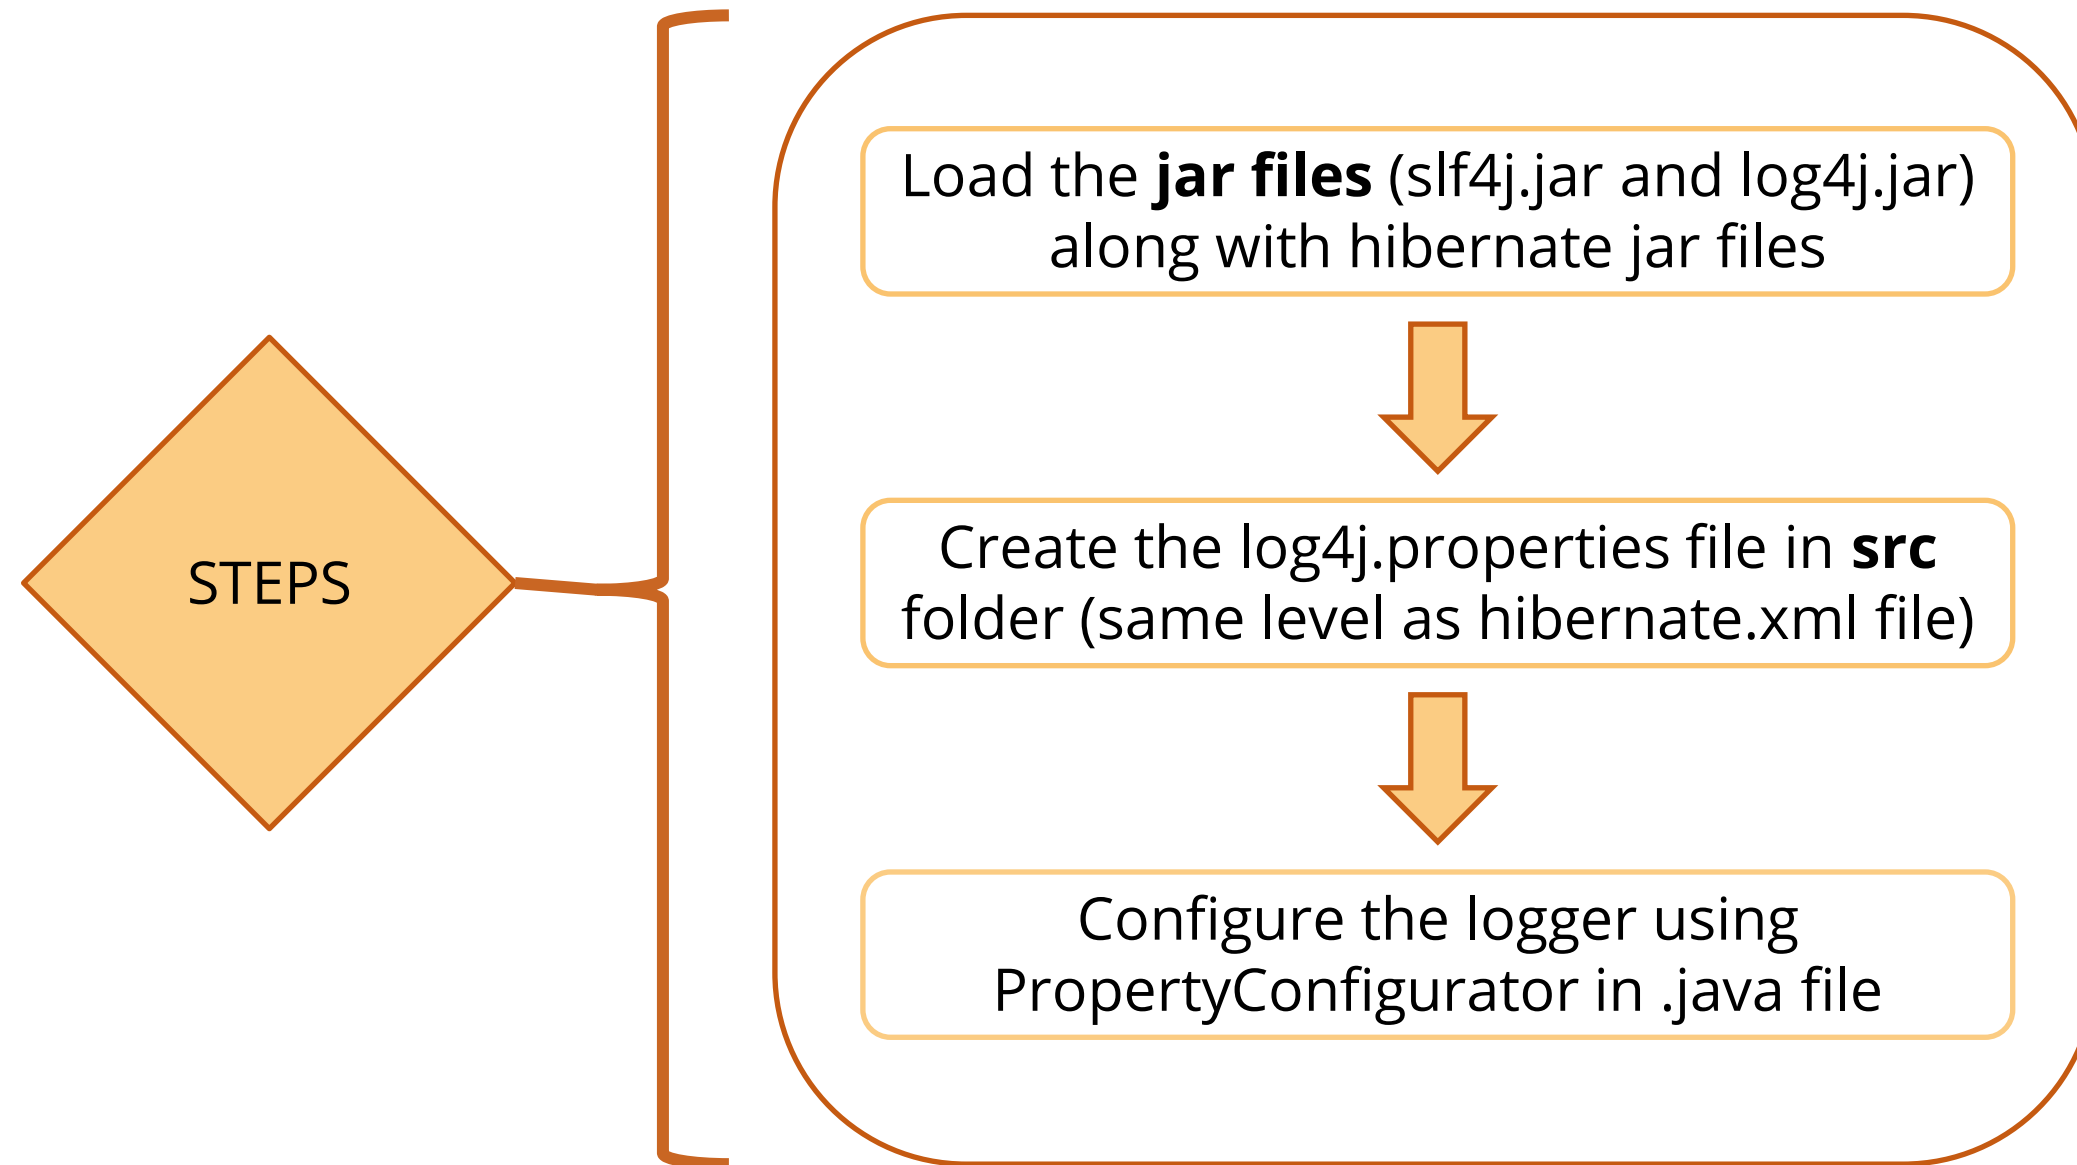 STEPS
Load the jar files (slf4j.jar and log4j.jar)
along with hibernate jar files
Create the log4j.properties file in src
folder (same level as hibernate.xml file)
Configure the logger using
PropertyConfigurator in .java file